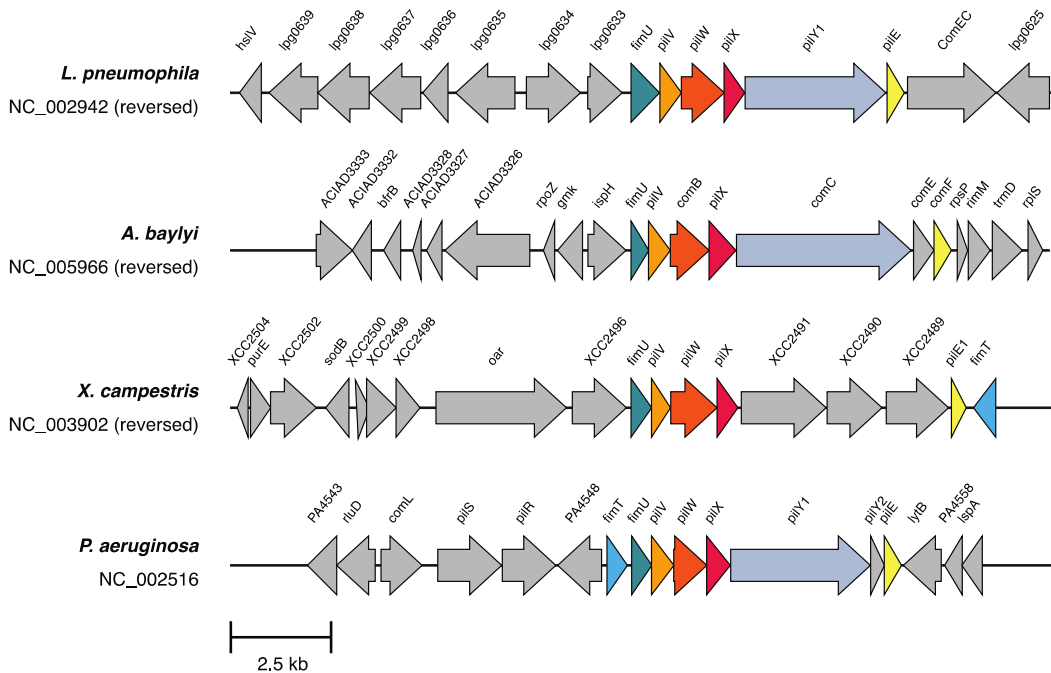 hslV lpg0639 lpg0638 lpg0637 lpg0636 lpg0635 lpg0634 lpg0633 fimU pilV pilW pilX pilY1 pilE ComEC lpg0625
L. pneumophila
NC_002942 (reversed)
ACIAD3333 ACIAD3332 bfrB ACIAD3328 ACIAD3327 ACIAD3326 rpoZ gmk ispH fimU pilV comB pilX comC comE comF rpsP rimM trmD rplS
A. baylyi
NC_005966 (reversed)
XCC2504 purE XCC2502 sodB XCC2500 XCC2499 XCC2498 oar XCC2496 fimU pilV pilW pilX XCC2491 XCC2490 XCC2489 pilE1 fimT
X. campestris
NC_003902 (reversed)
PA4543 rluD comL pilS pilR PA4548 fimT fimU pilV pilW pilX pilY1 pilY2 pilE lytB PA4558 lspA
P. aeruginosa
NC_002516
2.5 kb